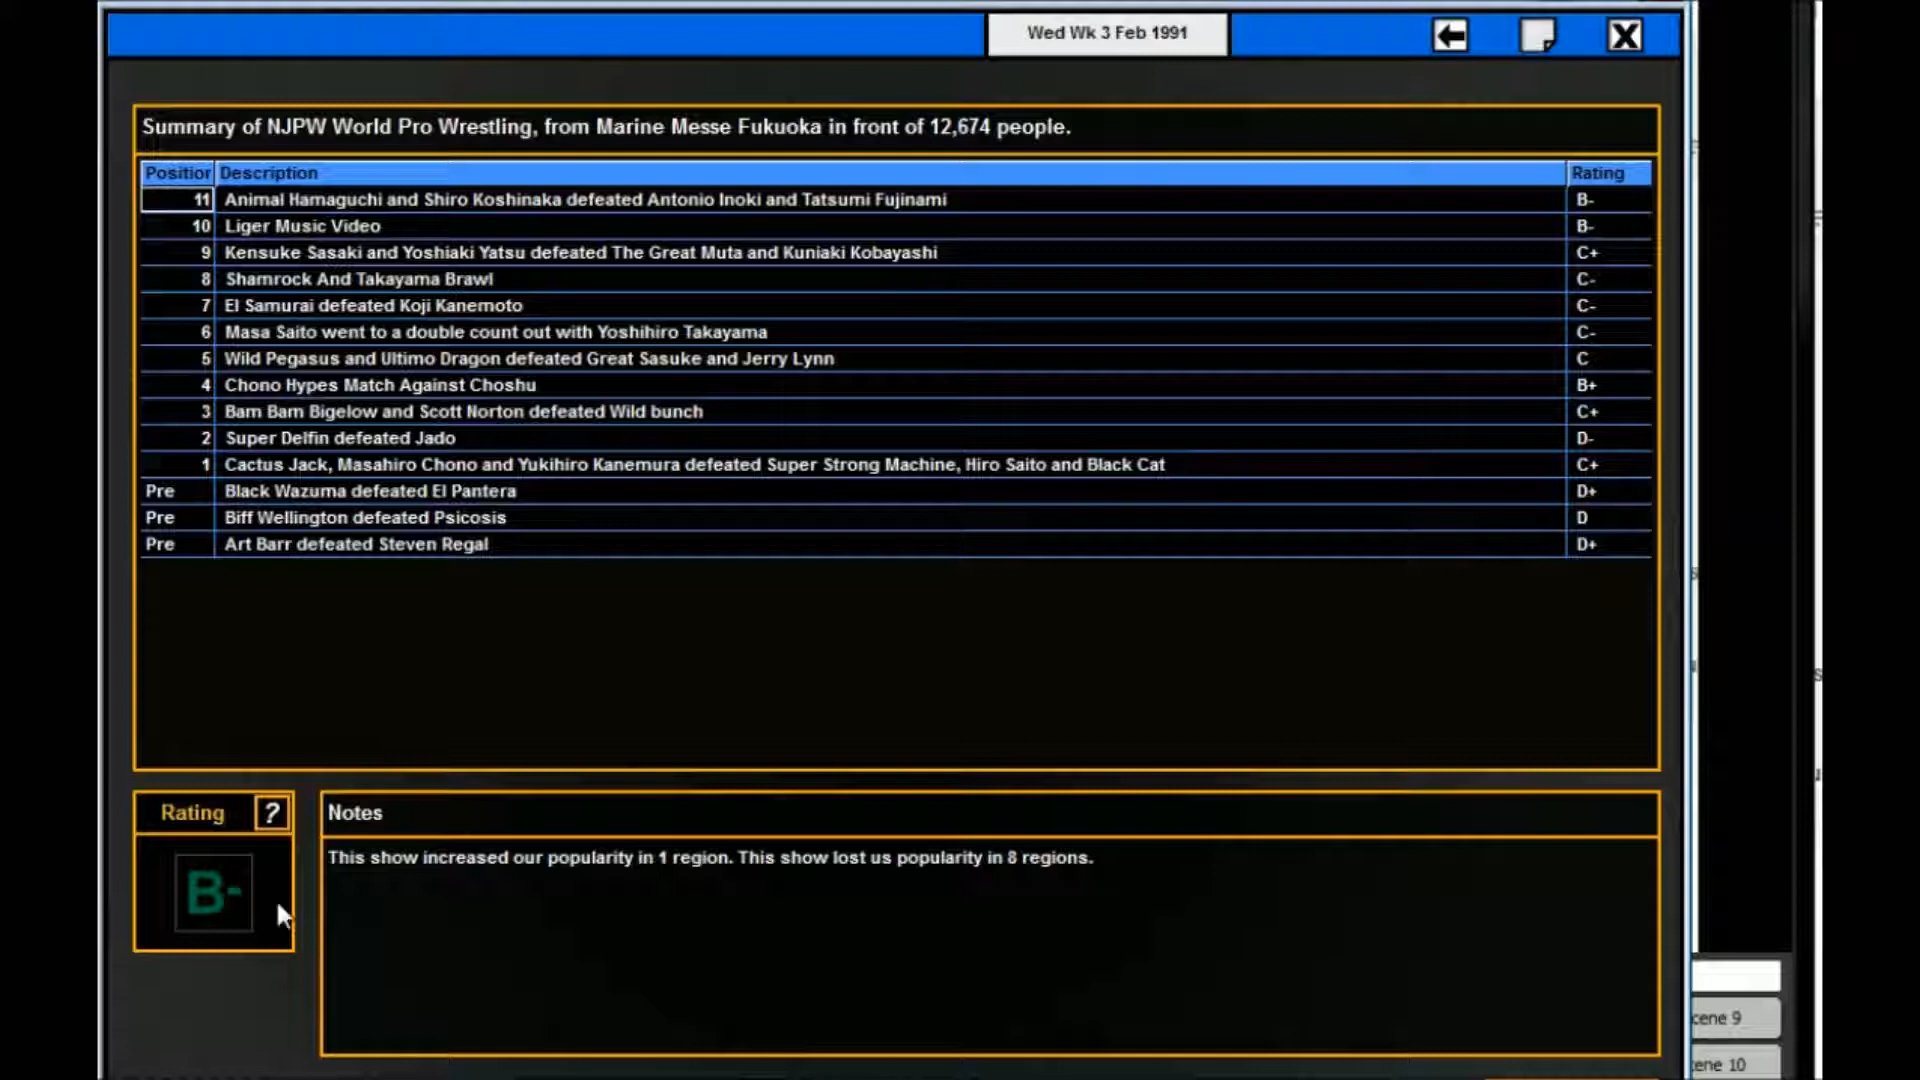 Wed Wk 3 Feb 1991
Summary of NJPW World Pro Wrestling, from Marine Messe Fukuoka in front of 12,674 people.
Position Description Rating
11 Animal Hamaguchi and Shiro Koshinaka defeated Antonio Inoki and Tatsumi Fujinami B-
10 Liger Music Video B-
9 Kensuke Sasaki and Yoshiaki Yatsu defeated The Great Muta and Kuniaki Kobayashi C+
8 Shamrock And Takayama Brawl C-
7 El Samurai defeated Koji Kanemoto C-
6 Masa Saito went to a double count out with Yoshihiro Takayama C-
5 Wild Pegasus and Ultimo Dragon defeated Great Sasuke and Jerry Lynn C
4 Chono Hypes Match Against Choshu B+
3 Bam Bam Bigelow and Scott Norton defeated Wild bunch C+
2 Super Delfin defeated Jado D-
1 Cactus Jack, Masahiro Chono and Yukihiro Kanemura defeated Super Strong Machine, Hiro Saito and Black Cat C+
Pre Black Wazuma defeated El Pantera D+
Pre Biff Wellington defeated Psicosis D
Pre Art Barr defeated Steven Regal D+
Rating ?
B-
Notes
This show increased our popularity in 1 region. This show lost us popularity in 8 regions.
cene 9
ene 10